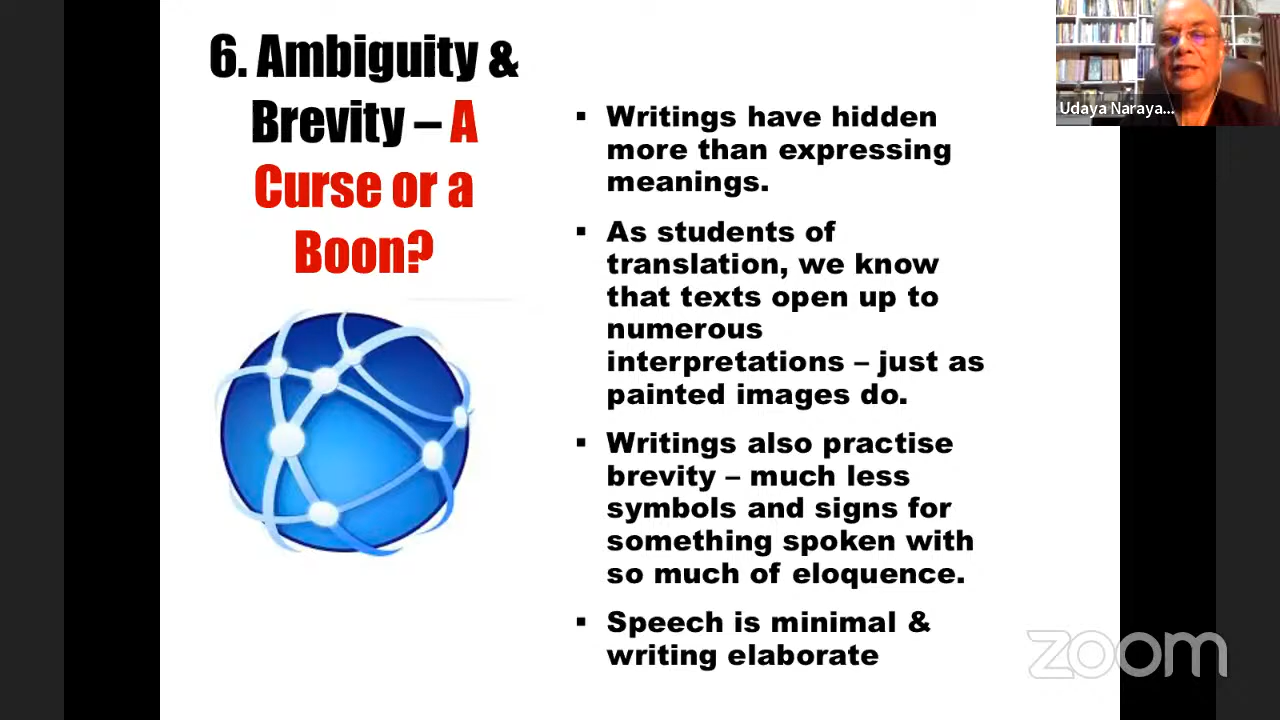 6. Ambiguity &
Brevity – A
Curse or a
Boon?
▪ Writings have hidden
more than expressing
meanings.
▪ As students of
translation, we know
that texts open up to
numerous
interpretations – just as
painted images do.
▪ Writings also practise
brevity – much less
symbols and signs for
something spoken with
so much of eloquence.
▪ Speech is minimal &
writing elaborate
Udaya Naraya...
zoom